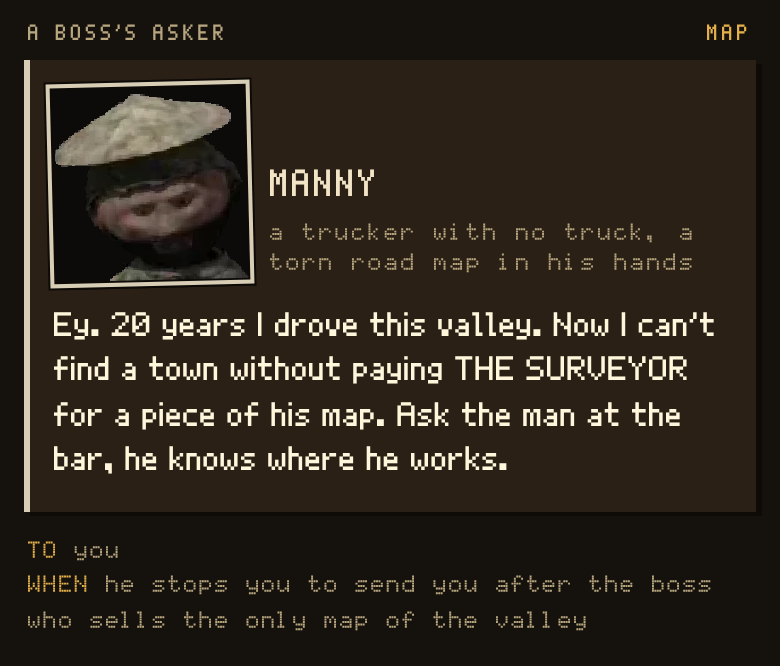 A BOSS'S ASKER
MAP
MANNY
a trucker with no truck, a
torn road map in his hands
Ey. 20 years I drove this valley. Now I can't
find a town without paying THE SURVEYOR
for a piece of his map. Ask the man at the
bar, he knows where he works.
TO you
WHEN he stops you to send you after the boss
who sells the only map of the valley